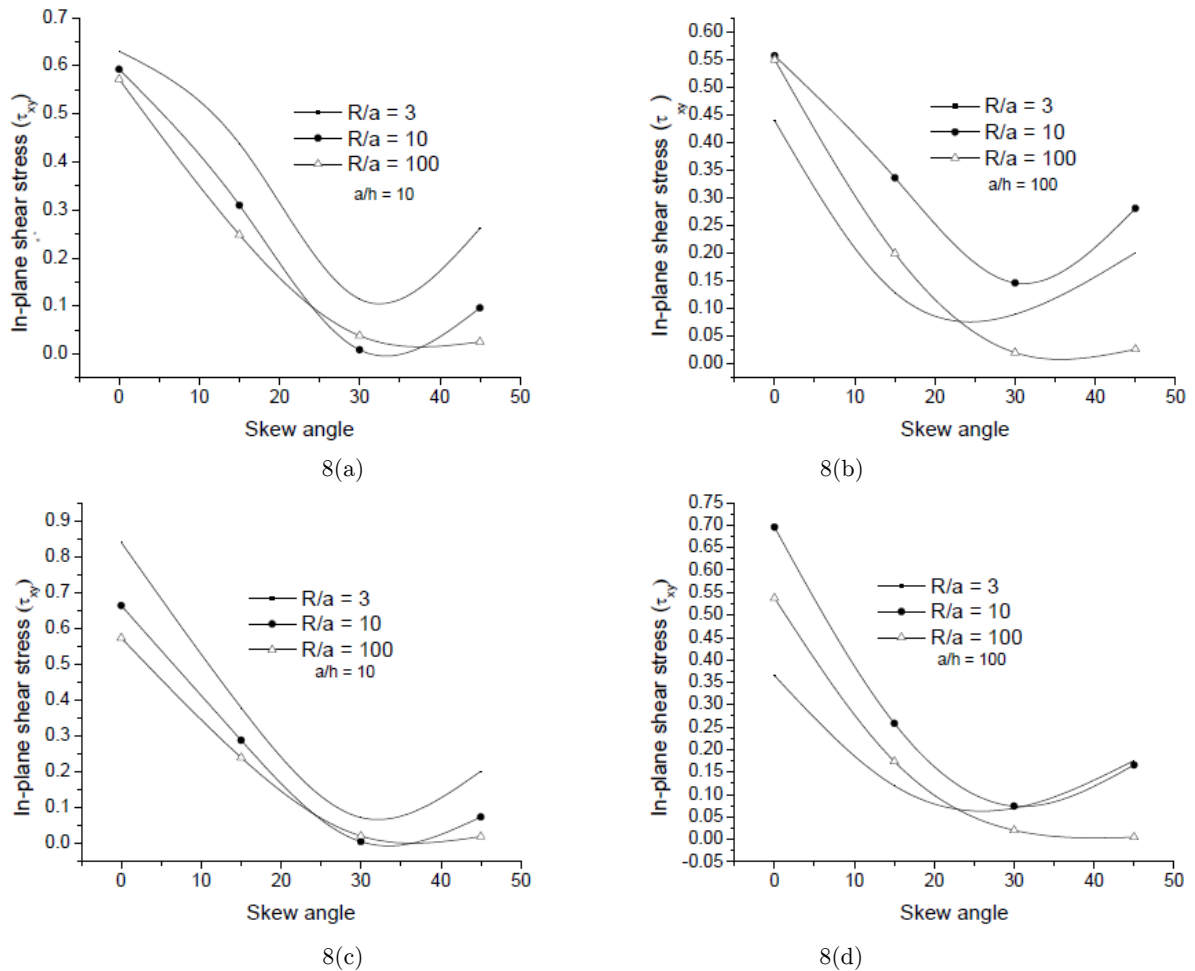 0.7
0.6
0.5
0.4
0.3
0.2
0.1
0.0
In-plane shear stress (τxy)
R/a = 3
R/a = 10
R/a = 100
a/h = 10
0 10 20 30 40 50
Skew angle
8(a)
0.60
0.55
0.50
0.45
0.40
0.35
0.30
0.25
0.20
0.15
0.10
0.05
0.00
In-plane shear stress (τ xy)
R/a = 3
R/a = 10
R/a = 100
a/h = 100
0 10 20 30 40 50
Skew angle
8(b)
0.9
0.8
0.7
0.6
0.5
0.4
0.3
0.2
0.1
0.0
In-plane shear stress (τxy)
R/a = 3
R/a = 10
R/a = 100
a/h = 10
0 10 20 30 40 50
Skew angle
8(c)
0.75
0.70
0.65
0.60
0.55
0.50
0.45
0.40
0.35
0.30
0.25
0.20
0.15
0.10
0.05
0.00
-0.05
In-plane shear stress (τxy)
R/a = 3
R/a = 10
R/a = 100
a/h = 100
0 10 20 30 40 50
Skew angle
8(d)